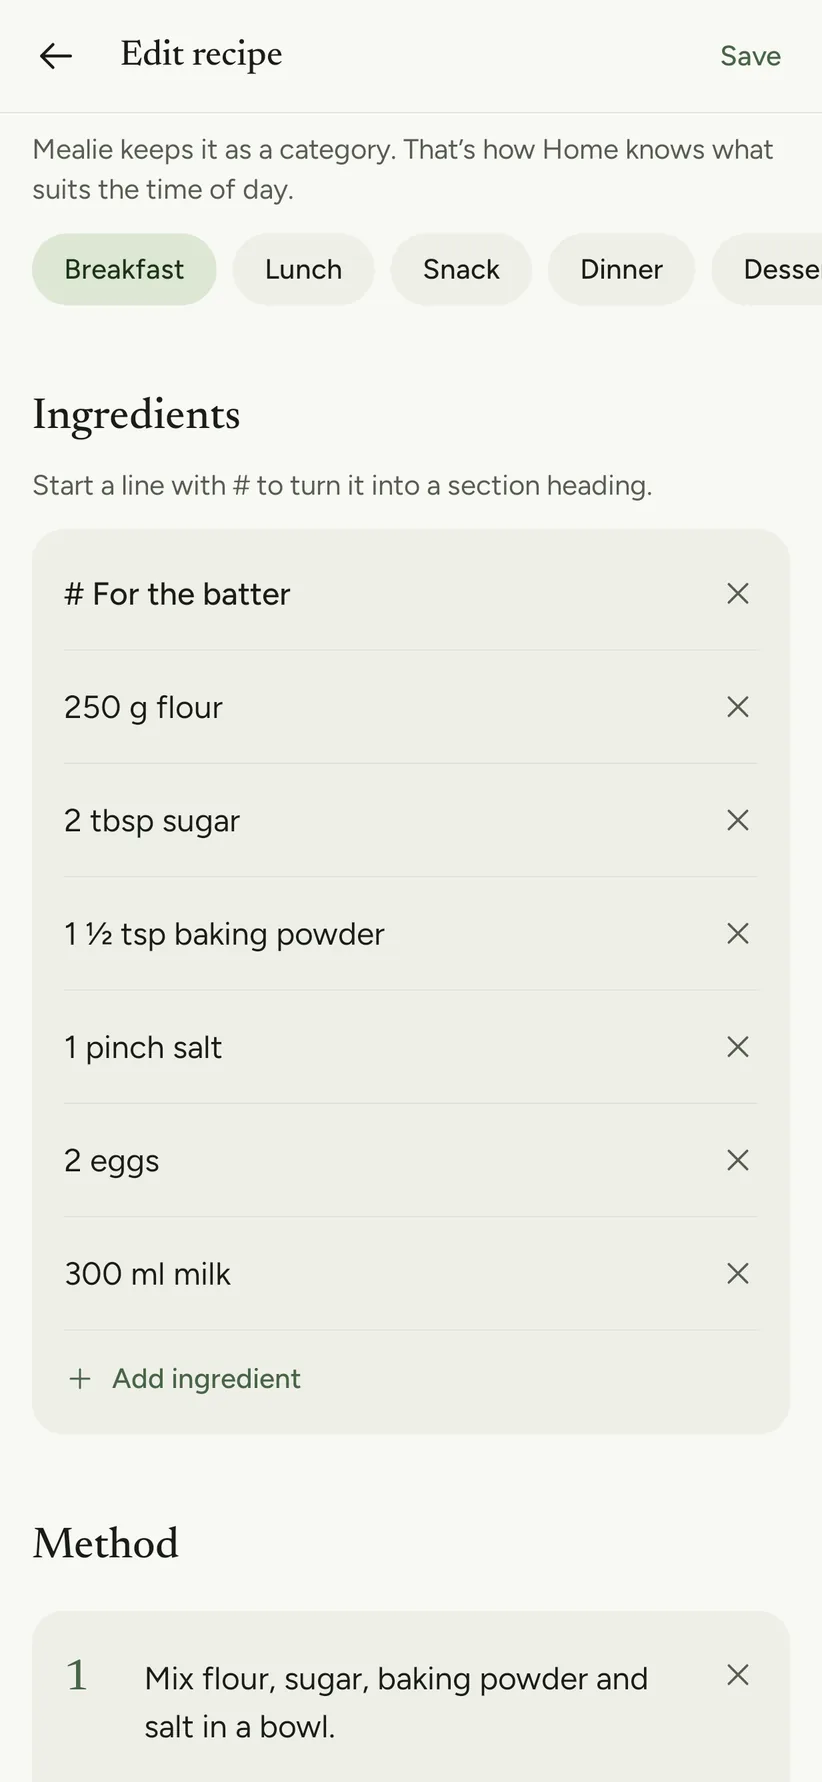 Edit recipe
Save
Mealie keeps it as a category. That's how Home knows what
suits the time of day.
Breakfast
Lunch
Snack
Dinner
Ingredients
Start a line with # to turn it into a section heading.
# For the batter
250 g flour
2 tbsp sugar
1 ½ tsp baking powder
1 pinch salt
2 eggs
300 ml milk
+ Add ingredient
Method
1
Mix flour, sugar, baking powder and
salt in a bowl.